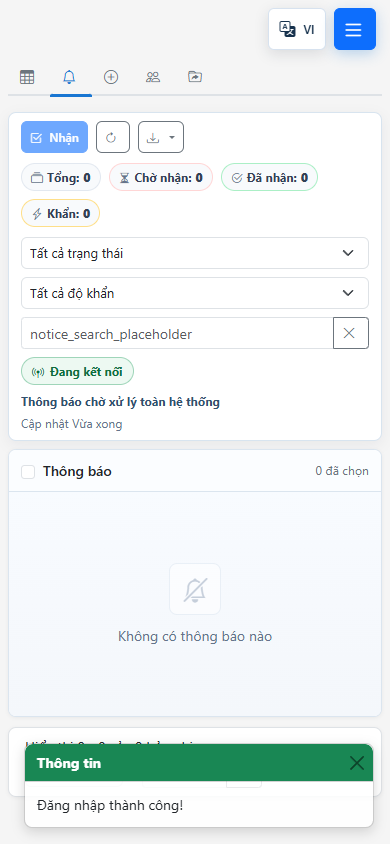 VI
Nhận
Tổng: 0
Chờ nhận: 0
Đã nhận: 0
Khẩn: 0
Tất cả trạng thái
Tất cả độ khẩn
notice_search_placeholder
Đang kết nối
Thông báo chờ xử lý toàn hệ thống
Cập nhật Vừa xong
Thông báo
0 đã chọn
Không có thông báo nào
Thông tin
Đăng nhập thành công!